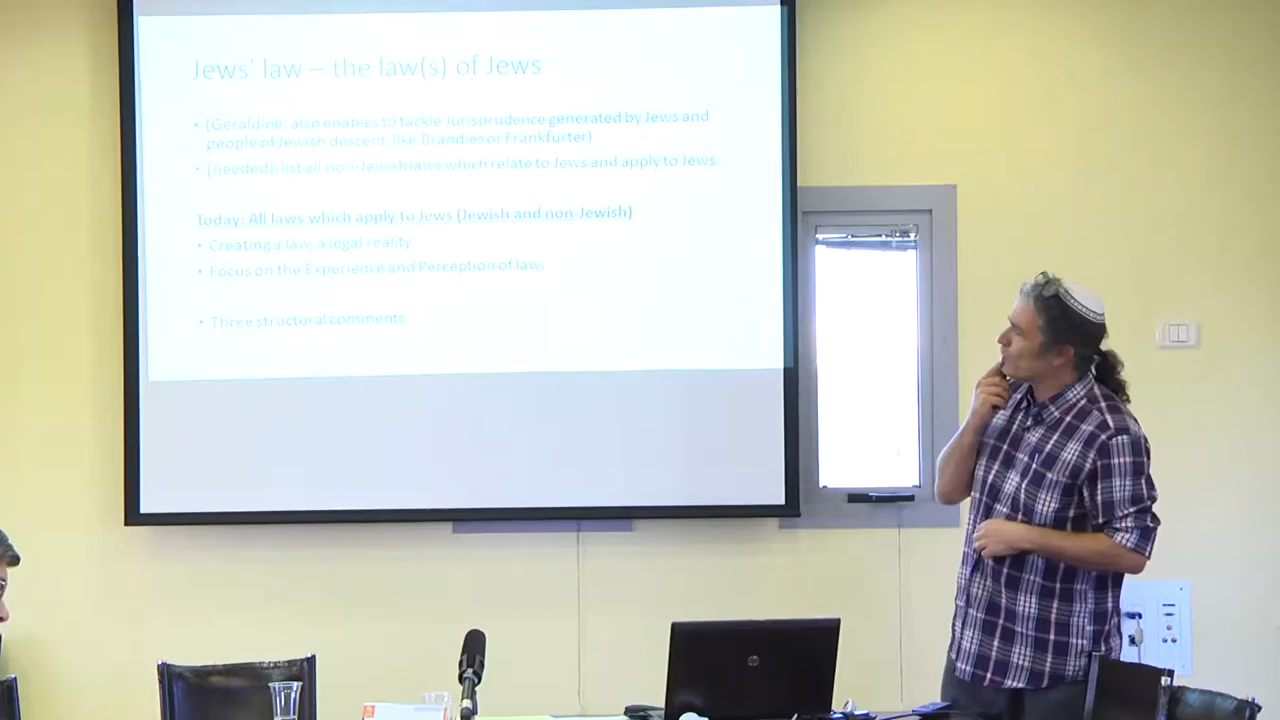 Jews' law – the law(s) of Jews
• (Geraldine: also enables to tackle Jurisprudence generated by Jews and
people of Jewish descent, like Brandies or Frankfurter)
• (needed): list all non-Jewish laws which relate to Jews and apply to Jews.
Today: All laws which apply to Jews (Jewish and non-Jewish)
• Creating a law, a legal reality
• Focus on the Experience and Perception of law.
• Three structural comments:
hp